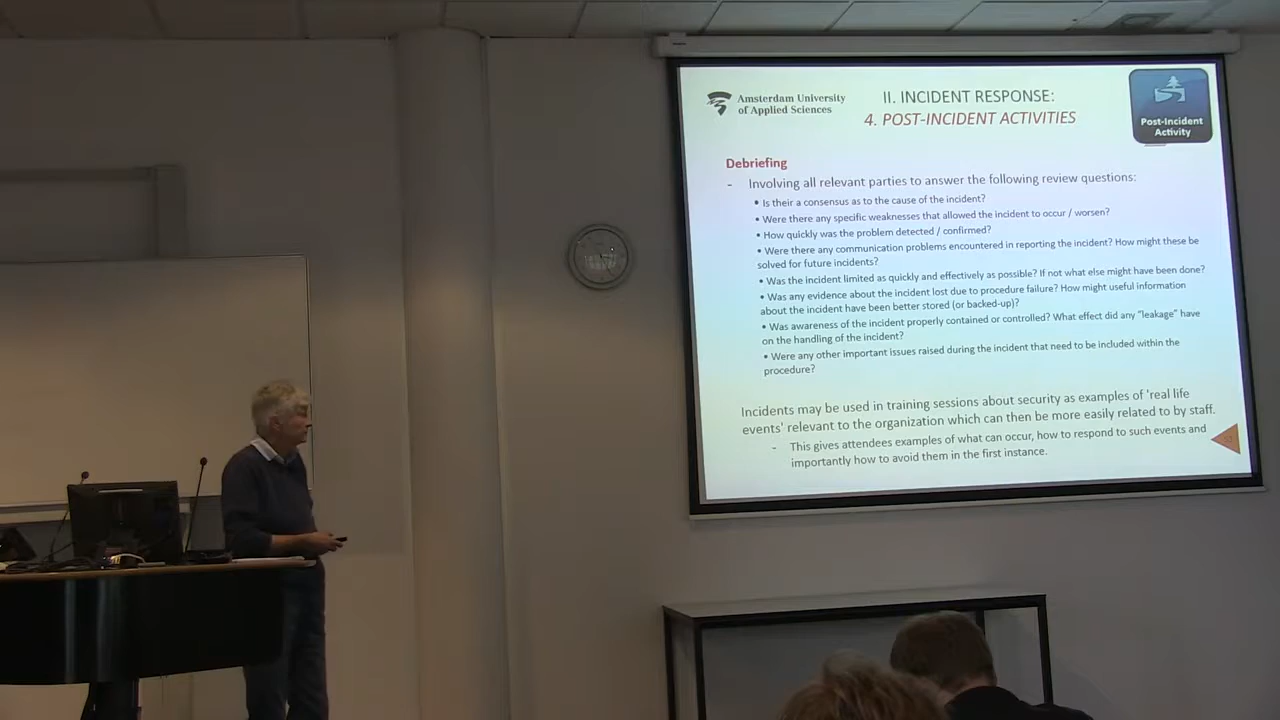 Amsterdam University
of Applied Sciences
II. INCIDENT RESPONSE:
4. POST-INCIDENT ACTIVITIES
Post-Incident
Activity
Debriefing
- Involving all relevant parties to answer the following review questions:
• Is their a consensus as to the cause of the incident?
• Were there any specific weaknesses that allowed the incident to occur / worsen?
• How quickly was the problem detected / confirmed?
• Were there any communication problems encountered in reporting the incident? How might these be
solved for future incidents?
• Was the incident limited as quickly and effectively as possible? If not what else might have been done?
• Was any evidence about the incident lost due to procedure failure? How might useful information
about the incident have been better stored (or backed-up)?
• Was awareness of the incident properly contained or controlled? What effect did any "leakage" have
on the handling of the incident?
• Were any other important issues raised during the incident that need to be included within the
procedure?
Incidents may be used in training sessions about security as examples of 'real life
events' relevant to the organization which can then be more easily related to by staff.
- This gives attendees examples of what can occur, how to respond to such events and
importantly how to avoid them in the first instance.